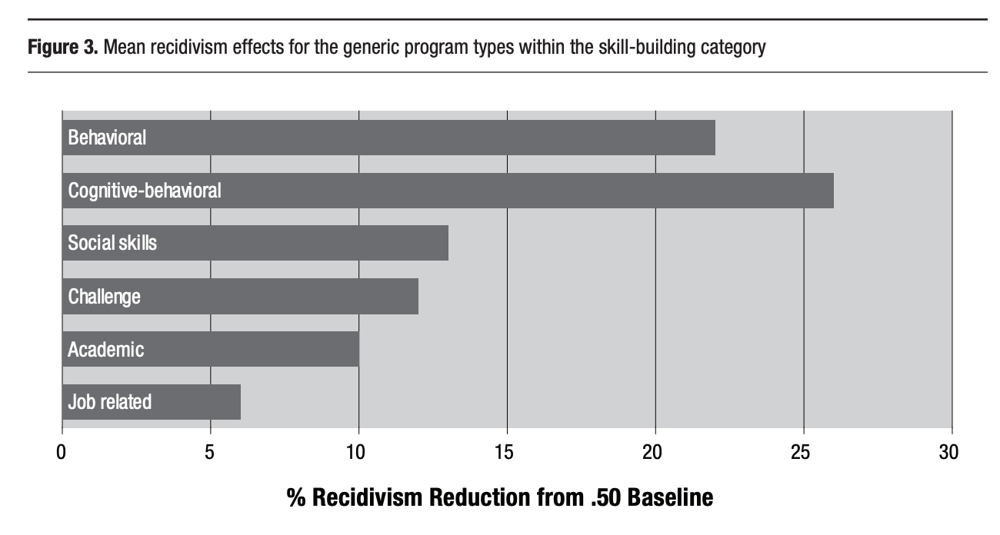 Figure 3. Mean recidivism effects for the generic program types within the skill-building category
Behavioral
Cognitive-behavioral
Social skills
Challenge
Academic
Job related
0 5 10 15 20 25 30
% Recidivism Reduction from .50 Baseline